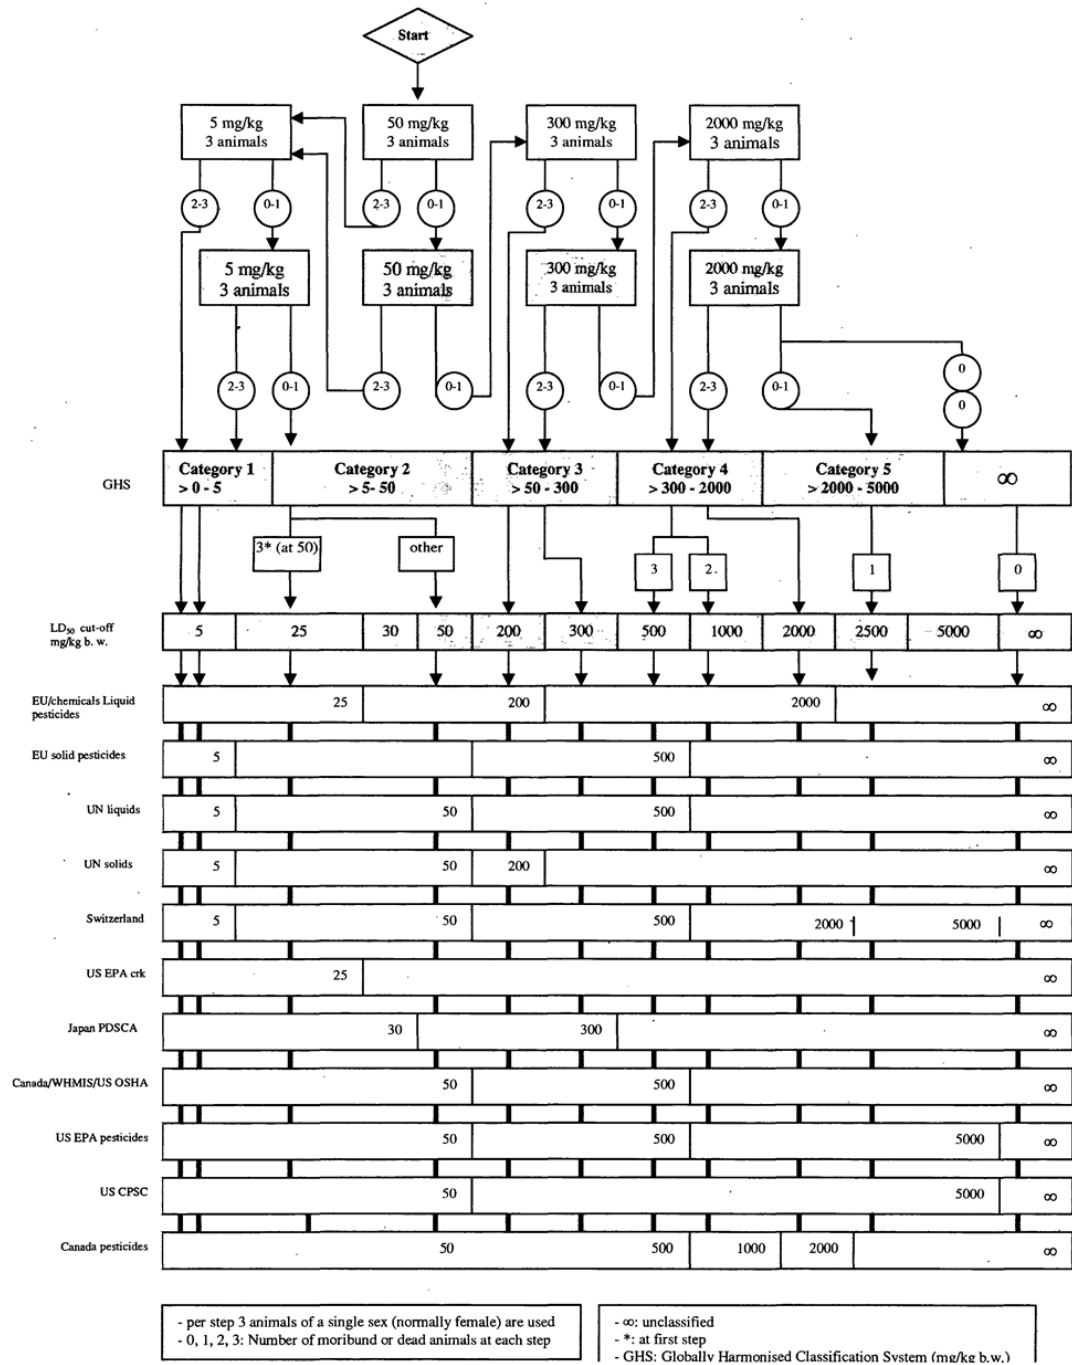 Start
5 mg/kg
3 animals
50 mg/kg
3 animals
300 mg/kg
3 animals
2000 mg/kg
3 animals
2-3
0-1
2-3
0-1
2-3
0-1
2-3
0-1
5 mg/kg
3 animals
50 mg/kg
3 animals
300 mg/kg
3 animals
2000 mg/kg
3 animals
2-3
0-1
2-3
0-1
2-3
0-1
2-3
0-1
0
0
GHS
Category 1
> 0 - 5
Category 2
> 5- 50
Category 3
> 50 - 300
Category 4
> 300 - 2000
Category 5
> 2000 - 5000
∞
3* (at 50)
other
3
2
1
0
LD50 cut-off
mg/kg b. w.
5
25
30
50
200
300
500
1000
2000
2500
5000
∞
EU/chemicals Liquid
pesticides
25
200
2000
∞
EU solid pesticides
5
500
∞
UN liquids
5
50
500
∞
UN solids
5
50
200
∞
Switzerland
5
50
500
2000
5000
∞
US EPA crk
25
∞
Japan PDSCA
30
300
∞
Canada/WHMIS/US OSHA
50
500
∞
US EPA pesticides
50
500
5000
∞
US CPSC
50
5000
∞
Canada pesticides
50
500
1000
2000
∞
- per step 3 animals of a single sex (normally female) are used
- 0, 1, 2, 3: Number of moribund or dead animals at each step
- ∞: unclassified
- *: at first step
- GHS: Globally Harmonised Classification System (mg/kg b.w.)